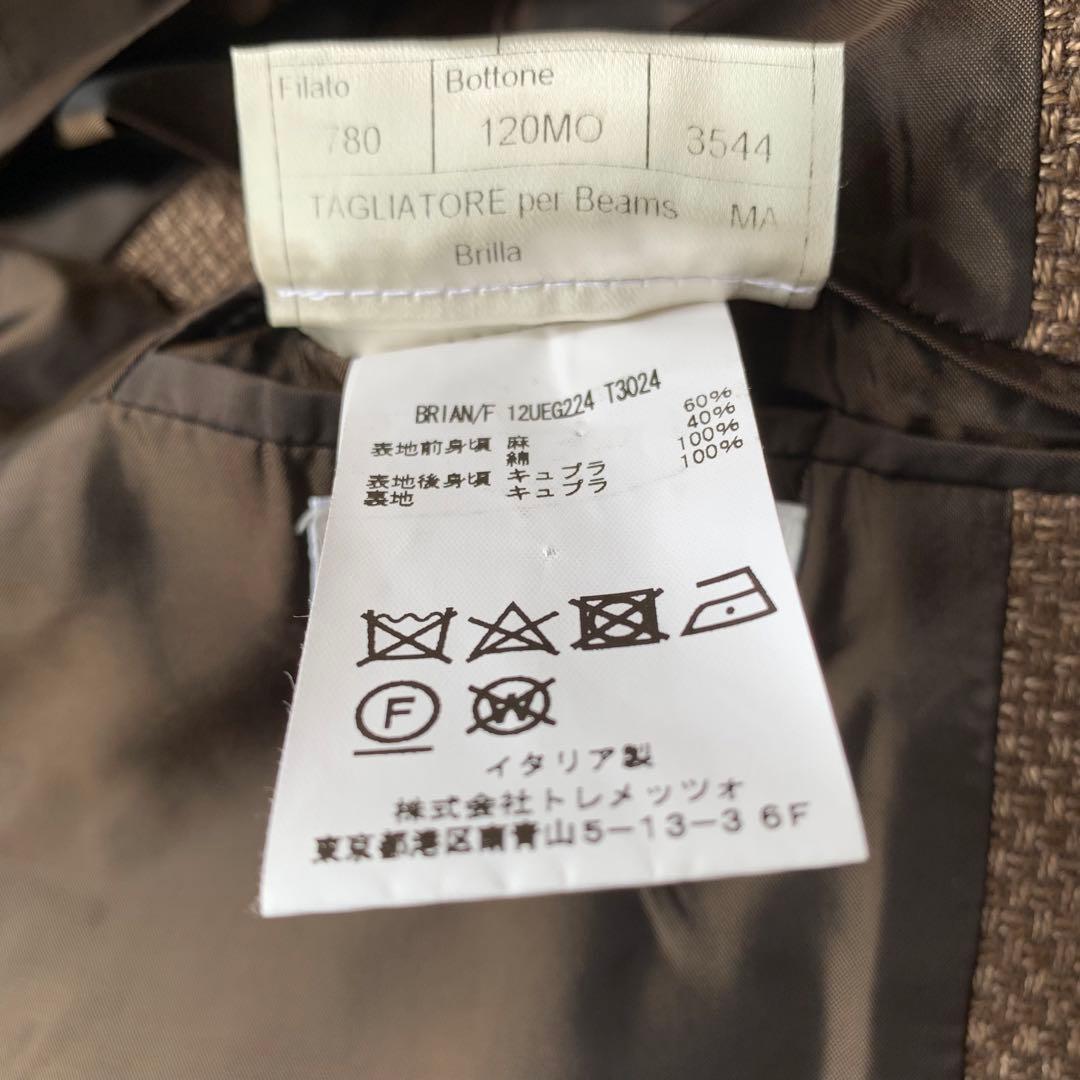 Filato Bottone
780 120MO 3544
TAGLIATORE per Beams MA
Brilla
BRIAN/F 12UEG224 T3024
表地前身頃 麻 60%
綿 40%
表地後身頃 キュプラ 100%
裏地 キュプラ 100%
F W
イタリア製
株式会社トレメッツォ
東京都港区南青山5-13-3 6F